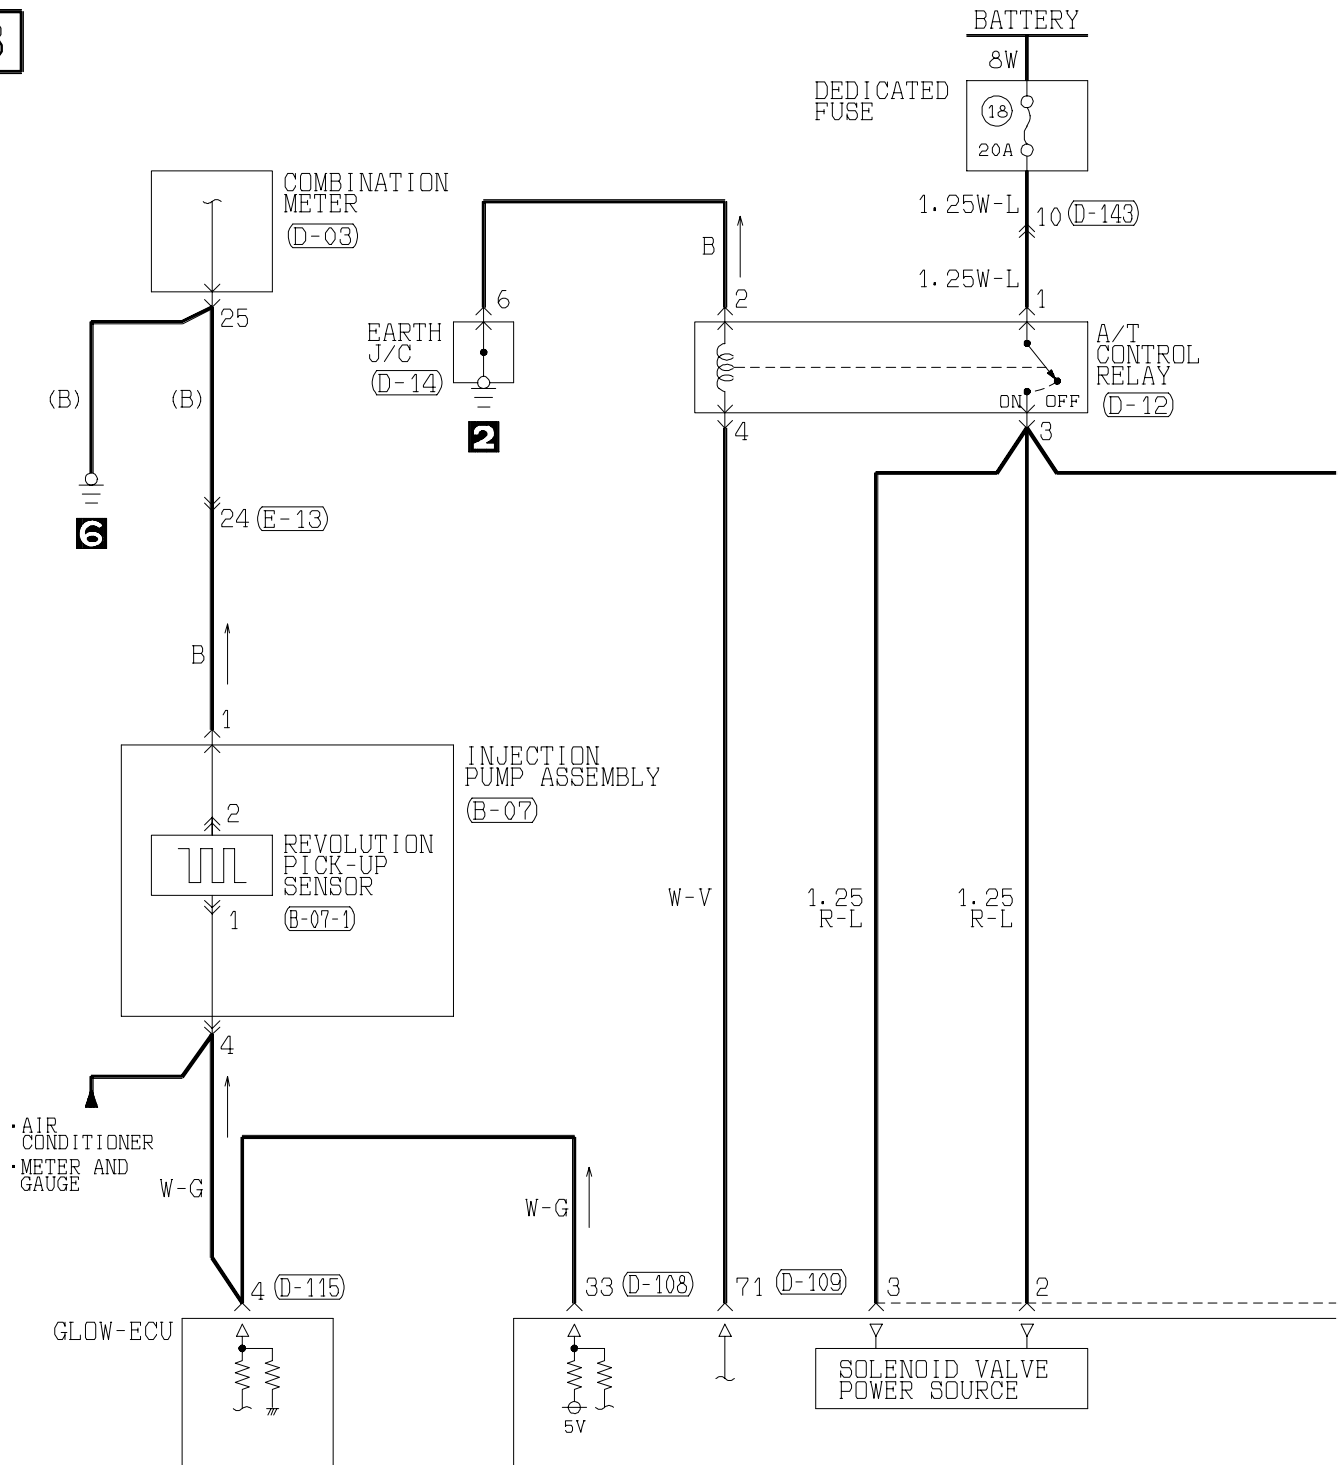 BATTERY
8W
DEDICATED
FUSE
18
20A
COMBINATION
METER
(D-03)
1.25W-L
10 (D-143)
B
1.25W-L
25
6
2
1
EARTH
J/C
(D-14)
A/T
CONTROL
RELAY
(D-12)
ON OFF
(B)
(B)
2
4
3
6
24 (E-13)
B
1
INJECTION
PUMP ASSEMBLY
(B-07)
2
REVOLUTION
PICK-UP
SENSOR
(B-07-1)
1
W-V
1.25
R-L
1.25
R-L
4
·AIR
CONDITIONER
·METER AND
GAUGE
W-G
W-G
4 (D-115)
33 (D-108)
71 (D-109)
3
2
GLOW-ECU
5V
SOLENOID VALVE
POWER SOURCE